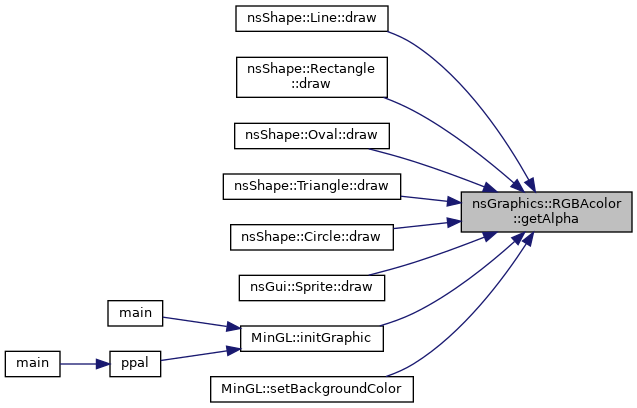 nsShape::Line::draw
nsShape::Rectangle
::draw
nsShape::Oval::draw
nsShape::Triangle::draw
nsGraphics::RGBAcolor
::getAlpha
nsShape::Circle::draw
nsGui::Sprite::draw
main
MinGL::initGraphic
main
ppal
MinGL::setBackgroundColor